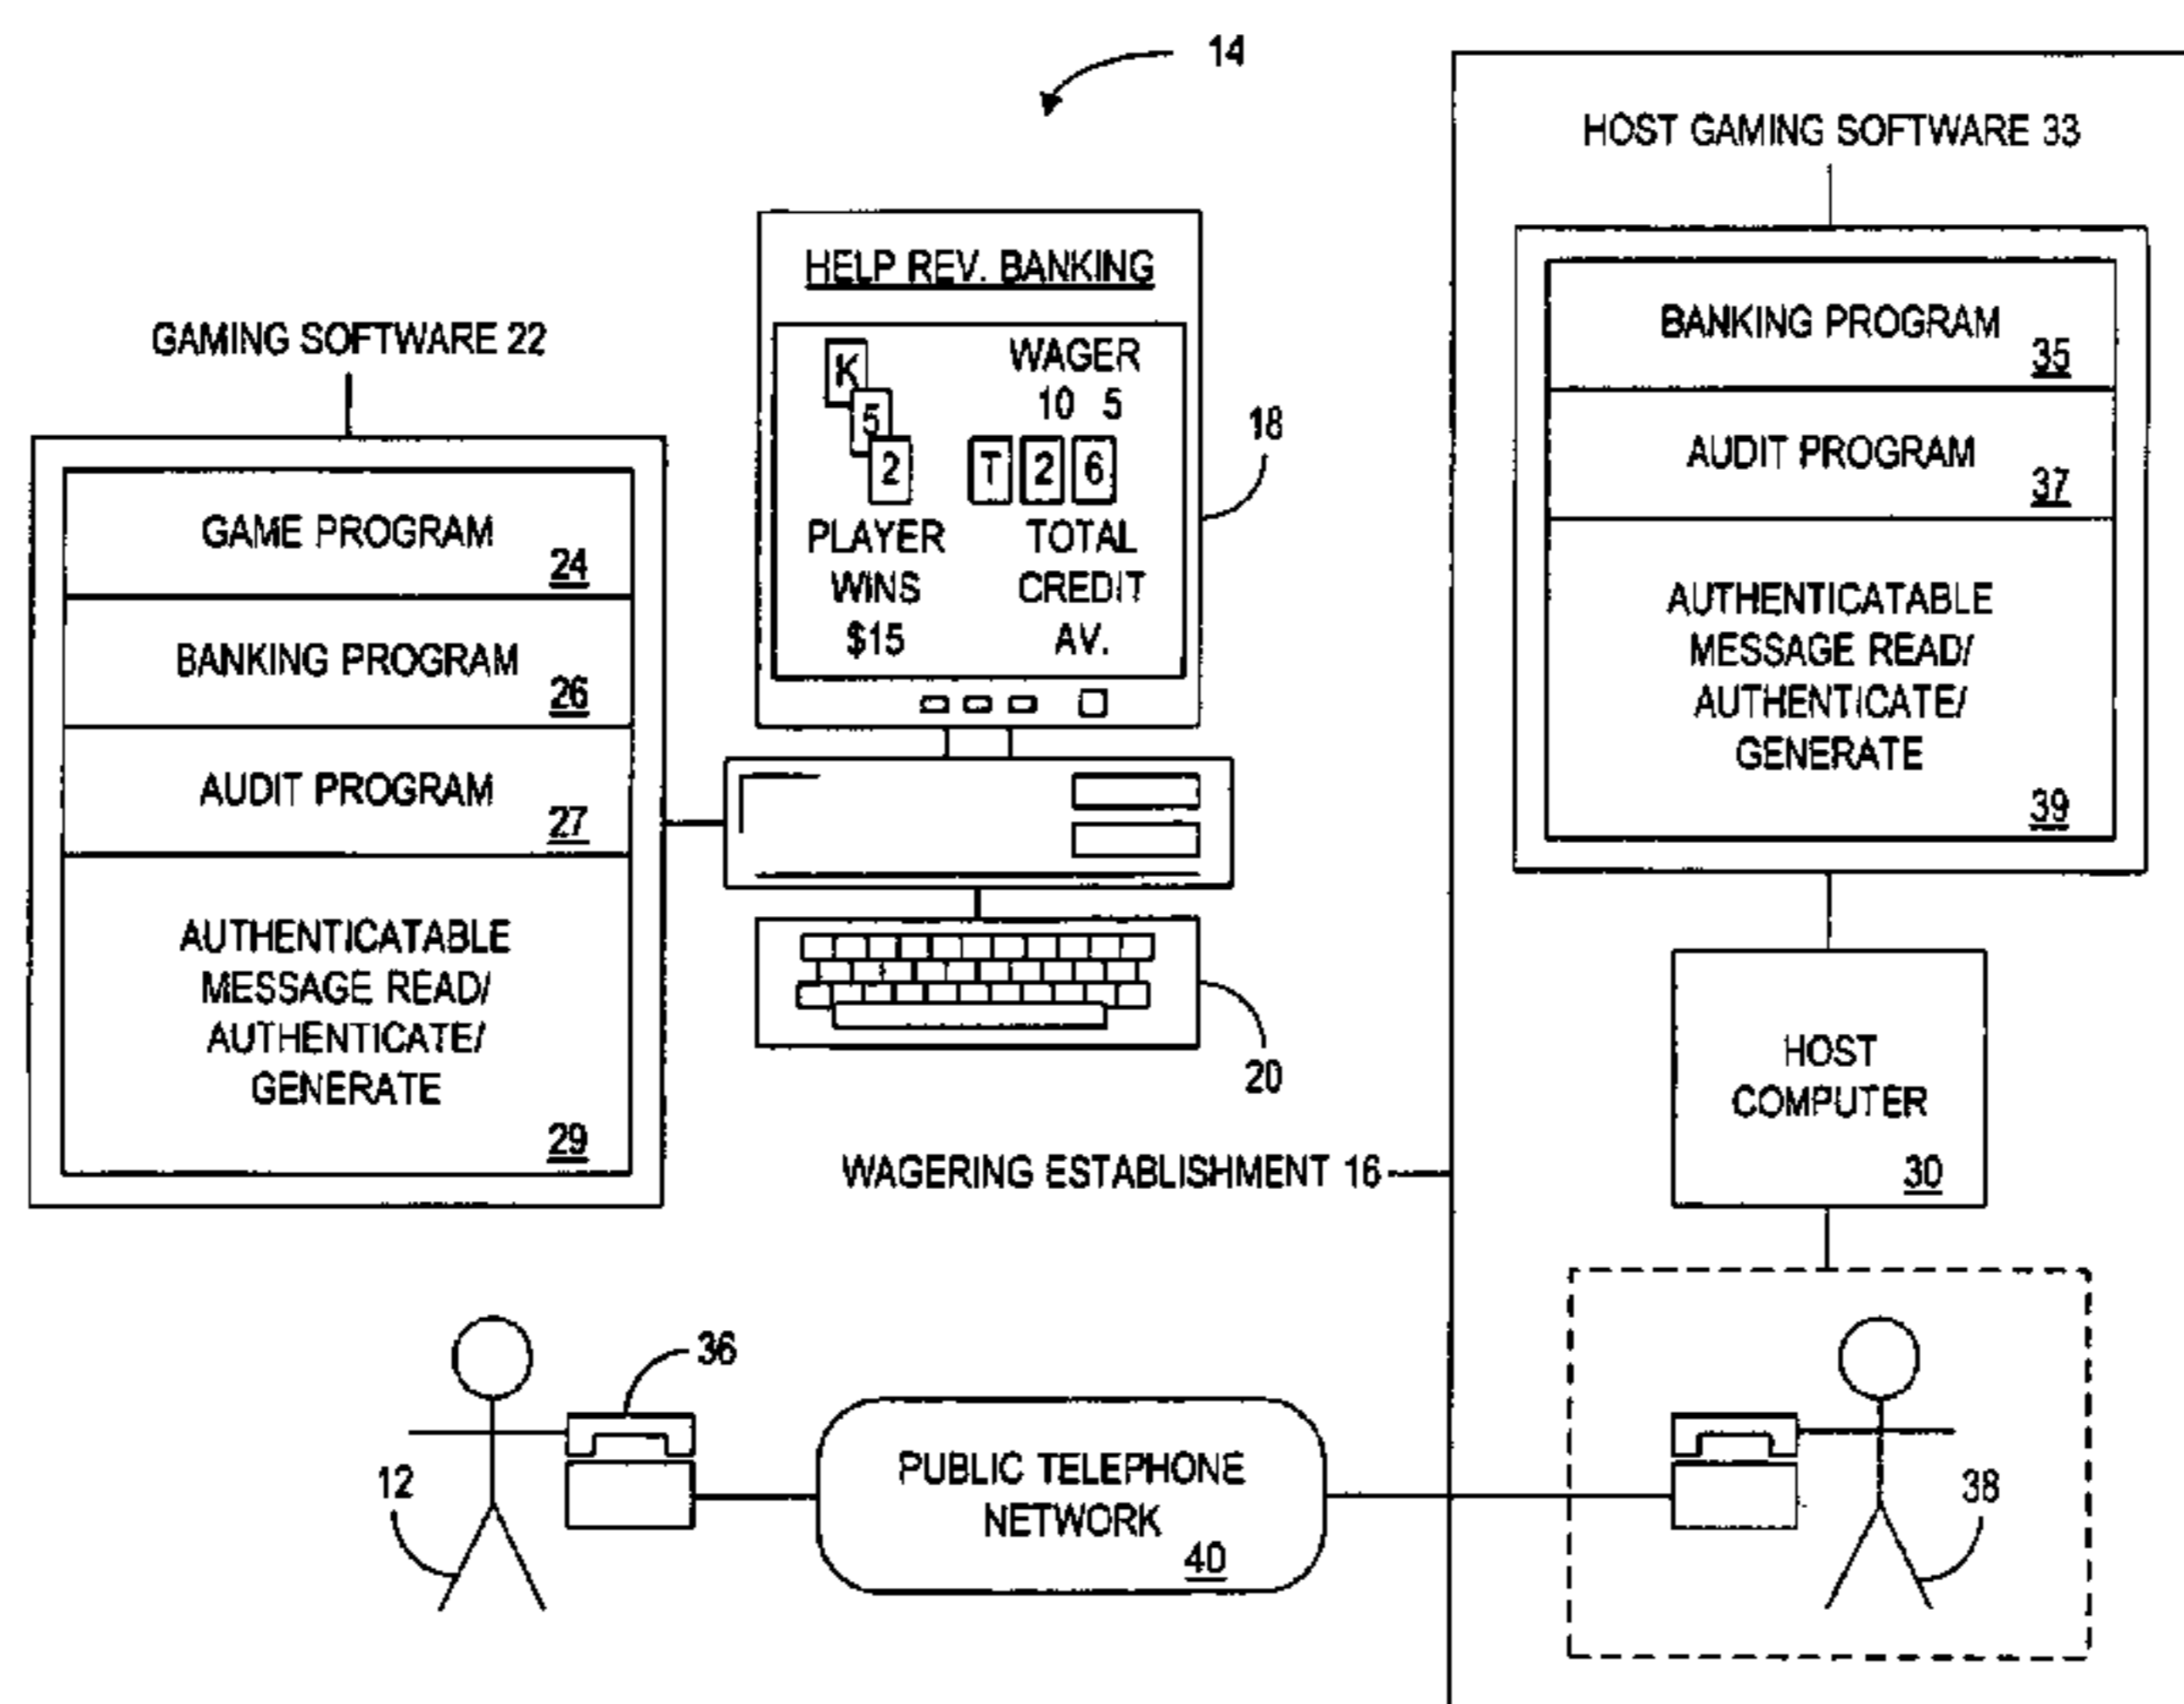 14
HOST GAMING SOFTWARE 33
BANKING PROGRAM
35
AUDIT PROGRAM
37
AUTHENTICATABLE
MESSAGE READ/
AUTHENTICATE/
GENERATE
39
HOST
COMPUTER
30
HELP REV. BANKING
K
5
2
WAGER
10 5
T 2 6
PLAYER
WINS
$15
TOTAL
CREDIT
AV.
18
20
GAMING SOFTWARE 22
GAME PROGRAM
24
BANKING PROGRAM
26
AUDIT PROGRAM
27
AUTHENTICATABLE
MESSAGE READ/
AUTHENTICATE/
GENERATE
29
WAGERING ESTABLISHMENT 16
36
12
PUBLIC TELEPHONE
NETWORK
40
38